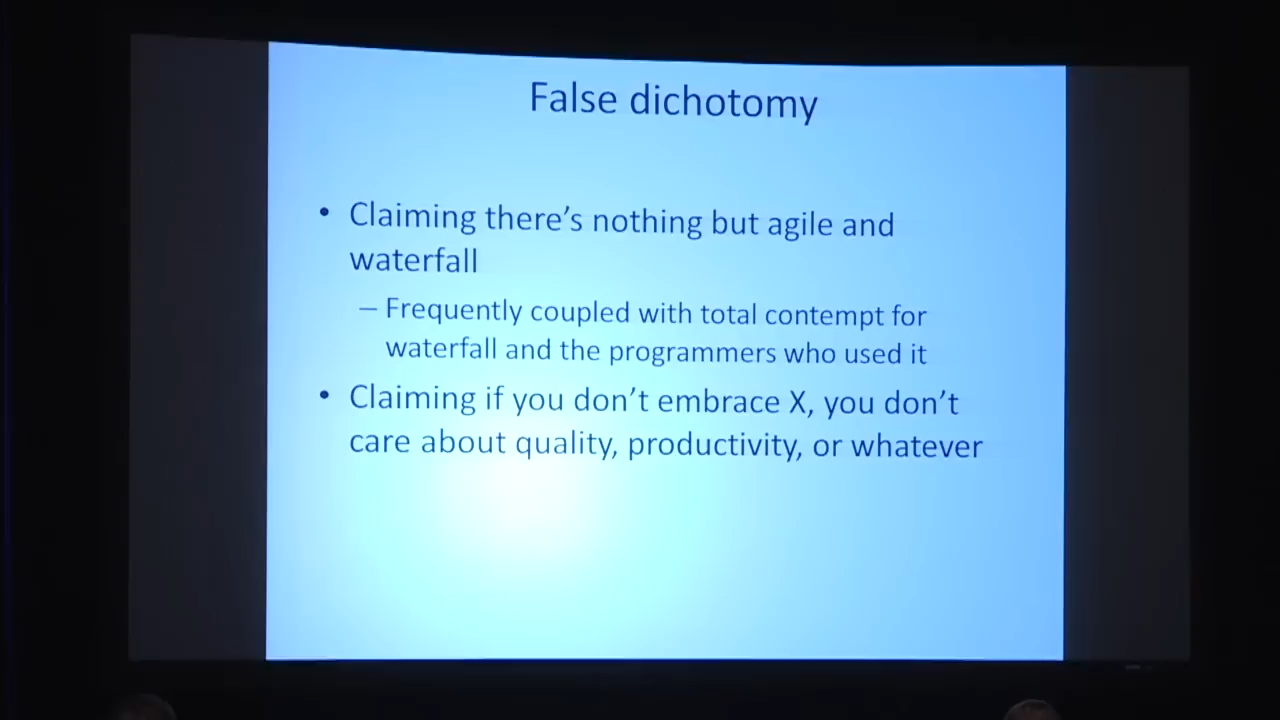 False dichotomy
• Claiming there’s nothing but agile and
waterfall
– Frequently coupled with total contempt for
waterfall and the programmers who used it
• Claiming if you don’t embrace X, you don’t
care about quality, productivity, or whatever